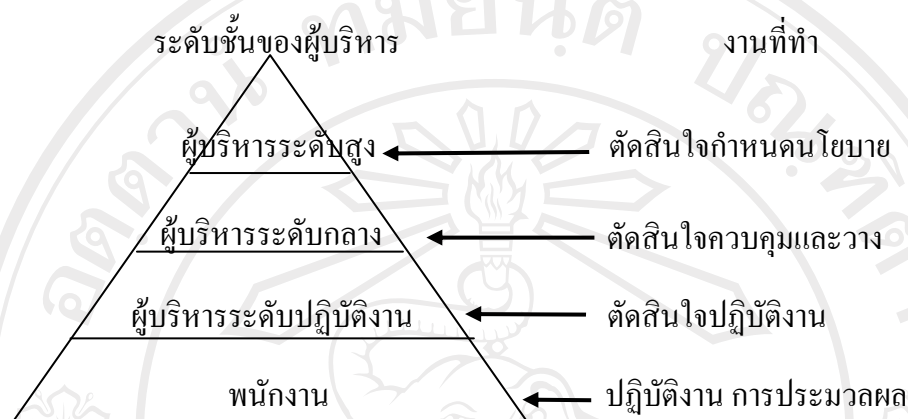 ระดับชั้นของผู้บริหาร งานที่ทำ
ผู้บริหารระดับสูง ตัดสินใจกำหนดนโยบาย
ผู้บริหารระดับกลาง ตัดสินใจควบคุมและวาง
ผู้บริหารระดับปฏิบัติงาน ตัดสินใจปฏิบัติงาน
พนักงาน ปฏิบัติงาน การประมวลผล